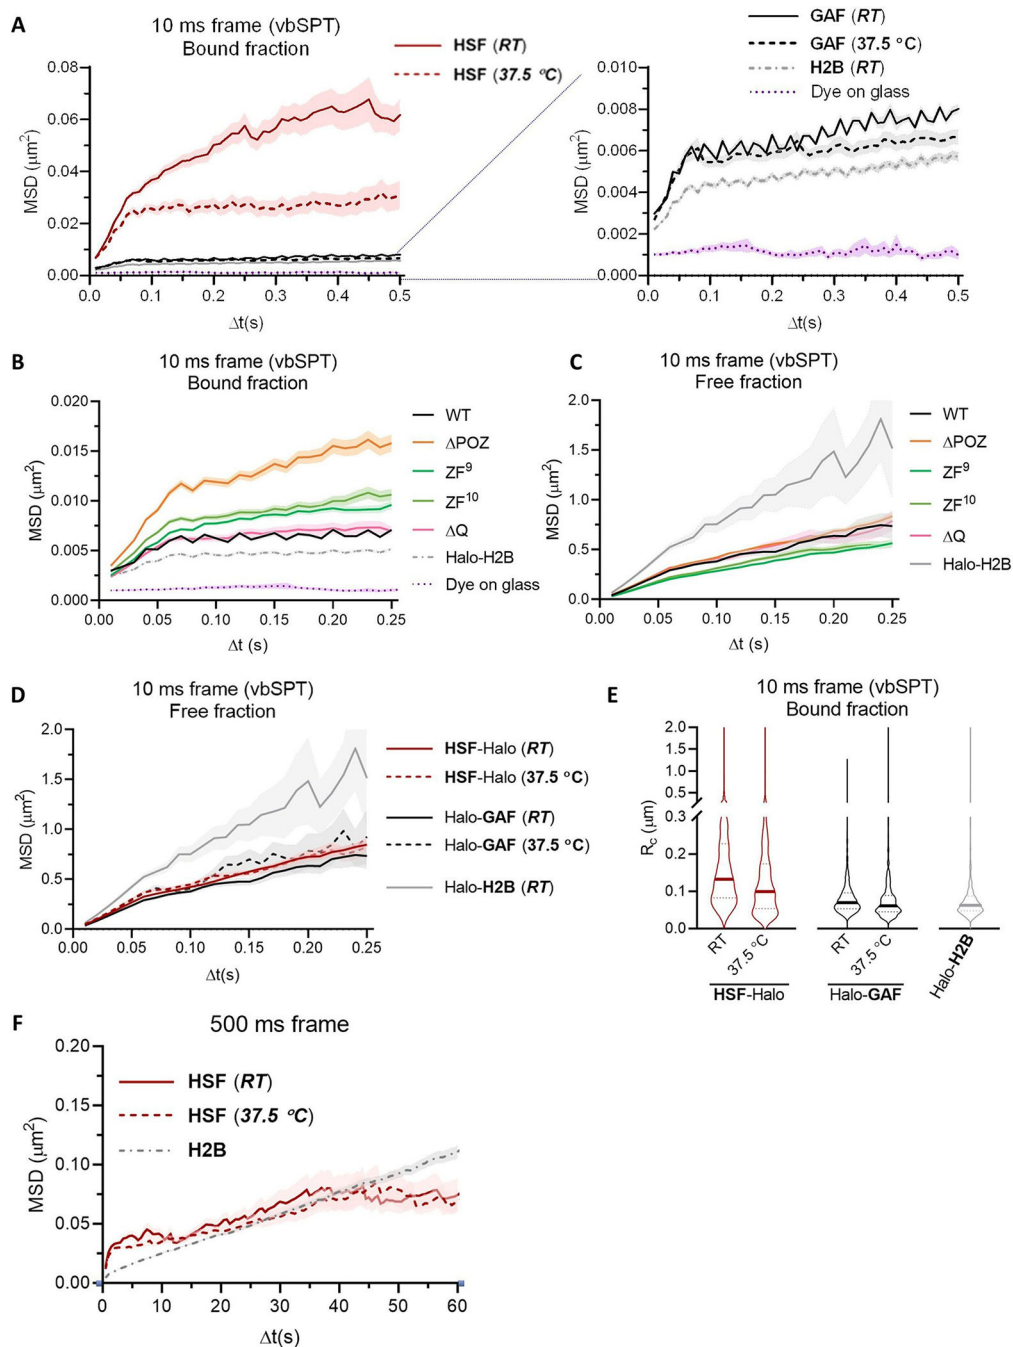 A
10 ms frame (vbSPT)
Bound fraction
HSF (RT)
HSF (37.5 °C)
MSD (μm²)
0.08
0.06
0.04
0.02
0.00
0.0 0.1 0.2 0.3 0.4 0.5
Δt(s)
GAF (RT)
GAF (37.5 °C)
H2B (RT)
Dye on glass
MSD (μm²)
0.010
0.008
0.006
0.004
0.002
0.000
0.0 0.1 0.2 0.3 0.4 0.5
Δt(s)
B
10 ms frame (vbSPT)
Bound fraction
MSD (μm²)
0.020
0.015
0.010
0.005
0.000
0.00 0.05 0.10 0.15 0.20 0.25
Δt (s)
WT
ΔPOZ
ZF⁹
ZF¹⁰
ΔQ
Halo-H2B
Dye on glass
C
10 ms frame (vbSPT)
Free fraction
MSD (μm²)
2.0
1.5
1.0
0.5
0.0
0.00 0.05 0.10 0.15 0.20 0.25
Δt (s)
WT
ΔPOZ
ZF⁹
ZF¹⁰
ΔQ
Halo-H2B
D
10 ms frame (vbSPT)
Free fraction
MSD (μm²)
2.0
1.5
1.0
0.5
0.0
0.00 0.05 0.10 0.15 0.20 0.25
Δt(s)
HSF-Halo (RT)
HSF-Halo (37.5 °C)
Halo-GAF (RT)
Halo-GAF (37.5 °C)
Halo-H2B (RT)
E
10 ms frame (vbSPT)
Bound fraction
Rc (μm)
2.0
1.5
1.0
0.5
0.3
0.2
0.1
0.0
RT 37.5 °C RT 37.5 °C
HSF-Halo Halo-GAF Halo-H2B
F
500 ms frame
MSD (μm²)
0.20
0.15
0.10
0.05
0.00
HSF (RT)
HSF (37.5 °C)
H2B
0 10 20 30 40 50 60
Δt(s)